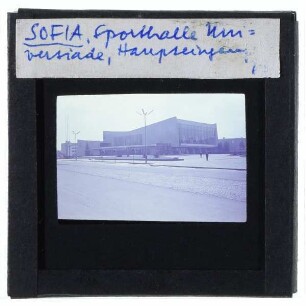 SOFIA, Sporthalle Uni=
versiade, Haupteingang,